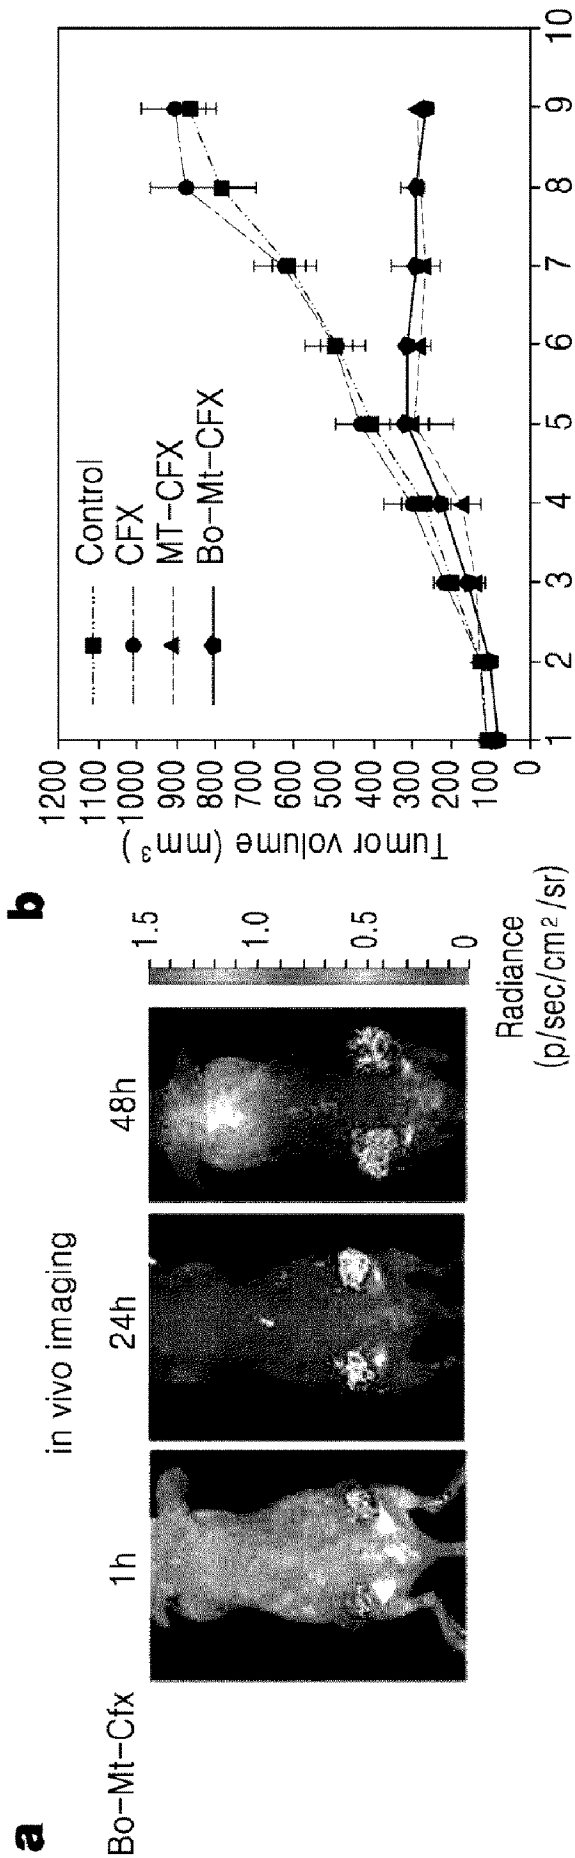 a
in vivo imaging
Bo-Mt-Cfx
1h
24h
48h
1.5
1.0
0.5
0
Radiance
(p/sec/cm²/sr)
b
Tumor volume (mm³)
1200
1100
1000
900
800
700
600
500
400
300
200
100
0
Control
CFX
MT-CFX
Bo-Mt-CFX
1 2 3 4 5 6 7 8 9 10